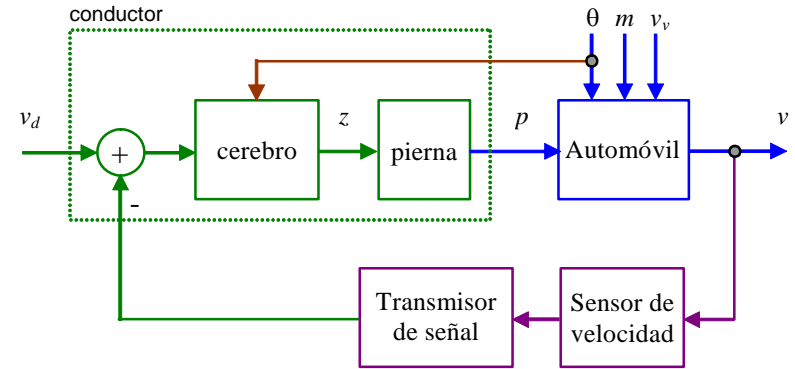 conductor
θ m v_v
v_d
+
-
cerebro
z
pierna
p
Automóvil
v
Transmisor
de señal
Sensor de
velocidad